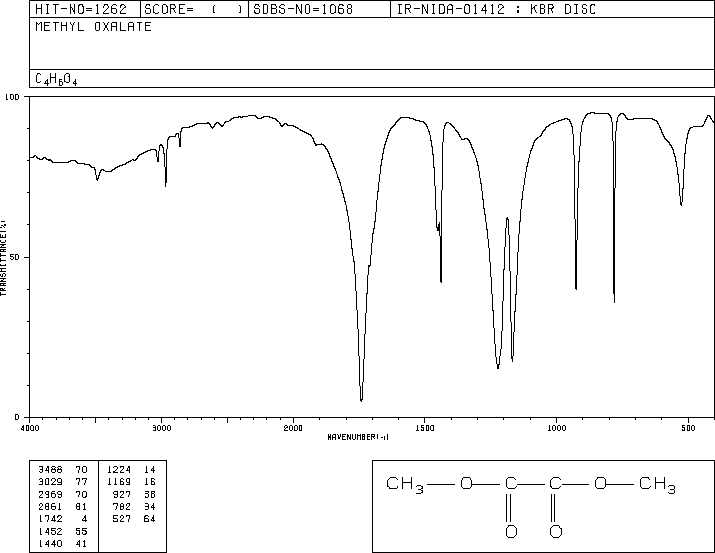 HIT-NO=1262 SCORE= ( ) SDBS-NO=1068 IR-NIDA-01412 : KBR DISC
METHYL OXALATE
C4H6O4
100
50
0
TRANSMITTANCE(%)
4000 3000 2000 1500 1000 500
WAVENUMBER(-1)
3488 70 1224 14
3029 77 1169 16
2969 70 927 38
2861 81 782 34
1742 4 527 64
1452 55
1440 41
CH3 O C C O CH3
O O